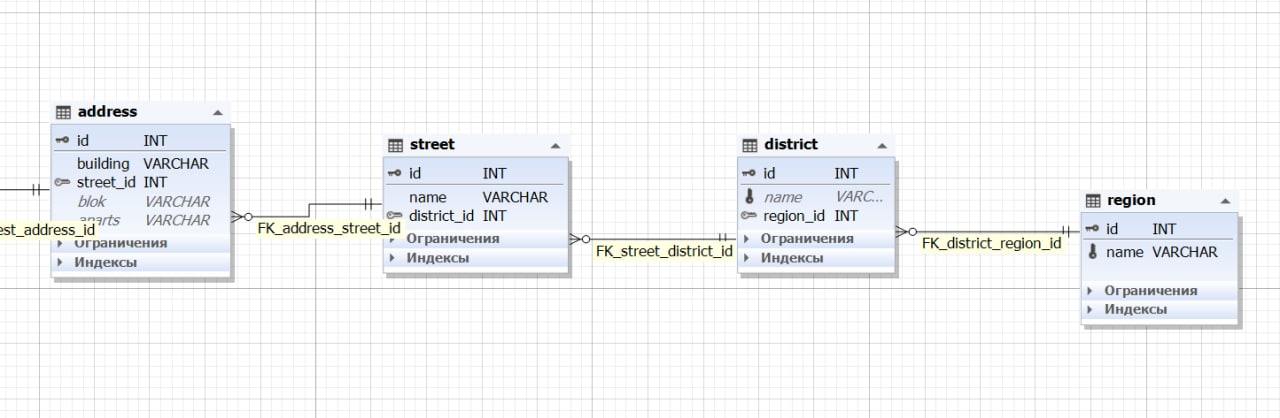 address
id INT
building VARCHAR
street_id INT
blok VARCHAR
aparts VARCHAR
Ограничения
Индексы
est_address_id
FK_address_street_id
street
id INT
name VARCHAR
district_id INT
Ограничения
Индексы
FK_street_district_id
district
id INT
name VARC...
region_id INT
Ограничения
Индексы
FK_district_region_id
region
id INT
name VARCHAR
Ограничения
Индексы